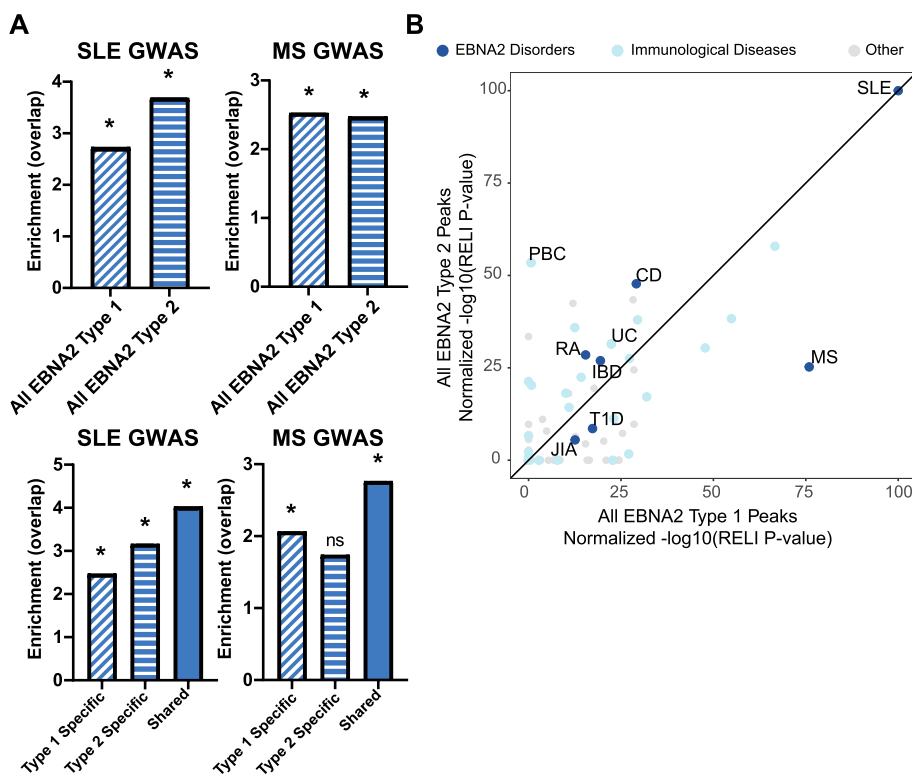 A
SLE GWAS
Enrichment (overlap)
4
3
2
1
0
*
*
All EBNA2 Type 1
All EBNA2 Type 2
MS GWAS
Enrichment (overlap)
3
2
1
0
*
*
All EBNA2 Type 1
All EBNA2 Type 2
SLE GWAS
Enrichment (overlap)
5
4
3
2
1
0
*
*
*
Type 1 Specific
Type 2 Specific
Shared
MS GWAS
Enrichment (overlap)
3
2
1
0
*
ns
*
Type 1 Specific
Type 2 Specific
Shared
B
EBNA2 Disorders
Immunological Diseases
Other
All EBNA2 Type 2 Peaks
Normalized -log10(RELI P-value)
100
75
50
25
0
SLE
PBC
CD
UC
RA
IBD
MS
T1D
JIA
0
25
50
75
100
All EBNA2 Type 1 Peaks
Normalized -log10(RELI P-value)